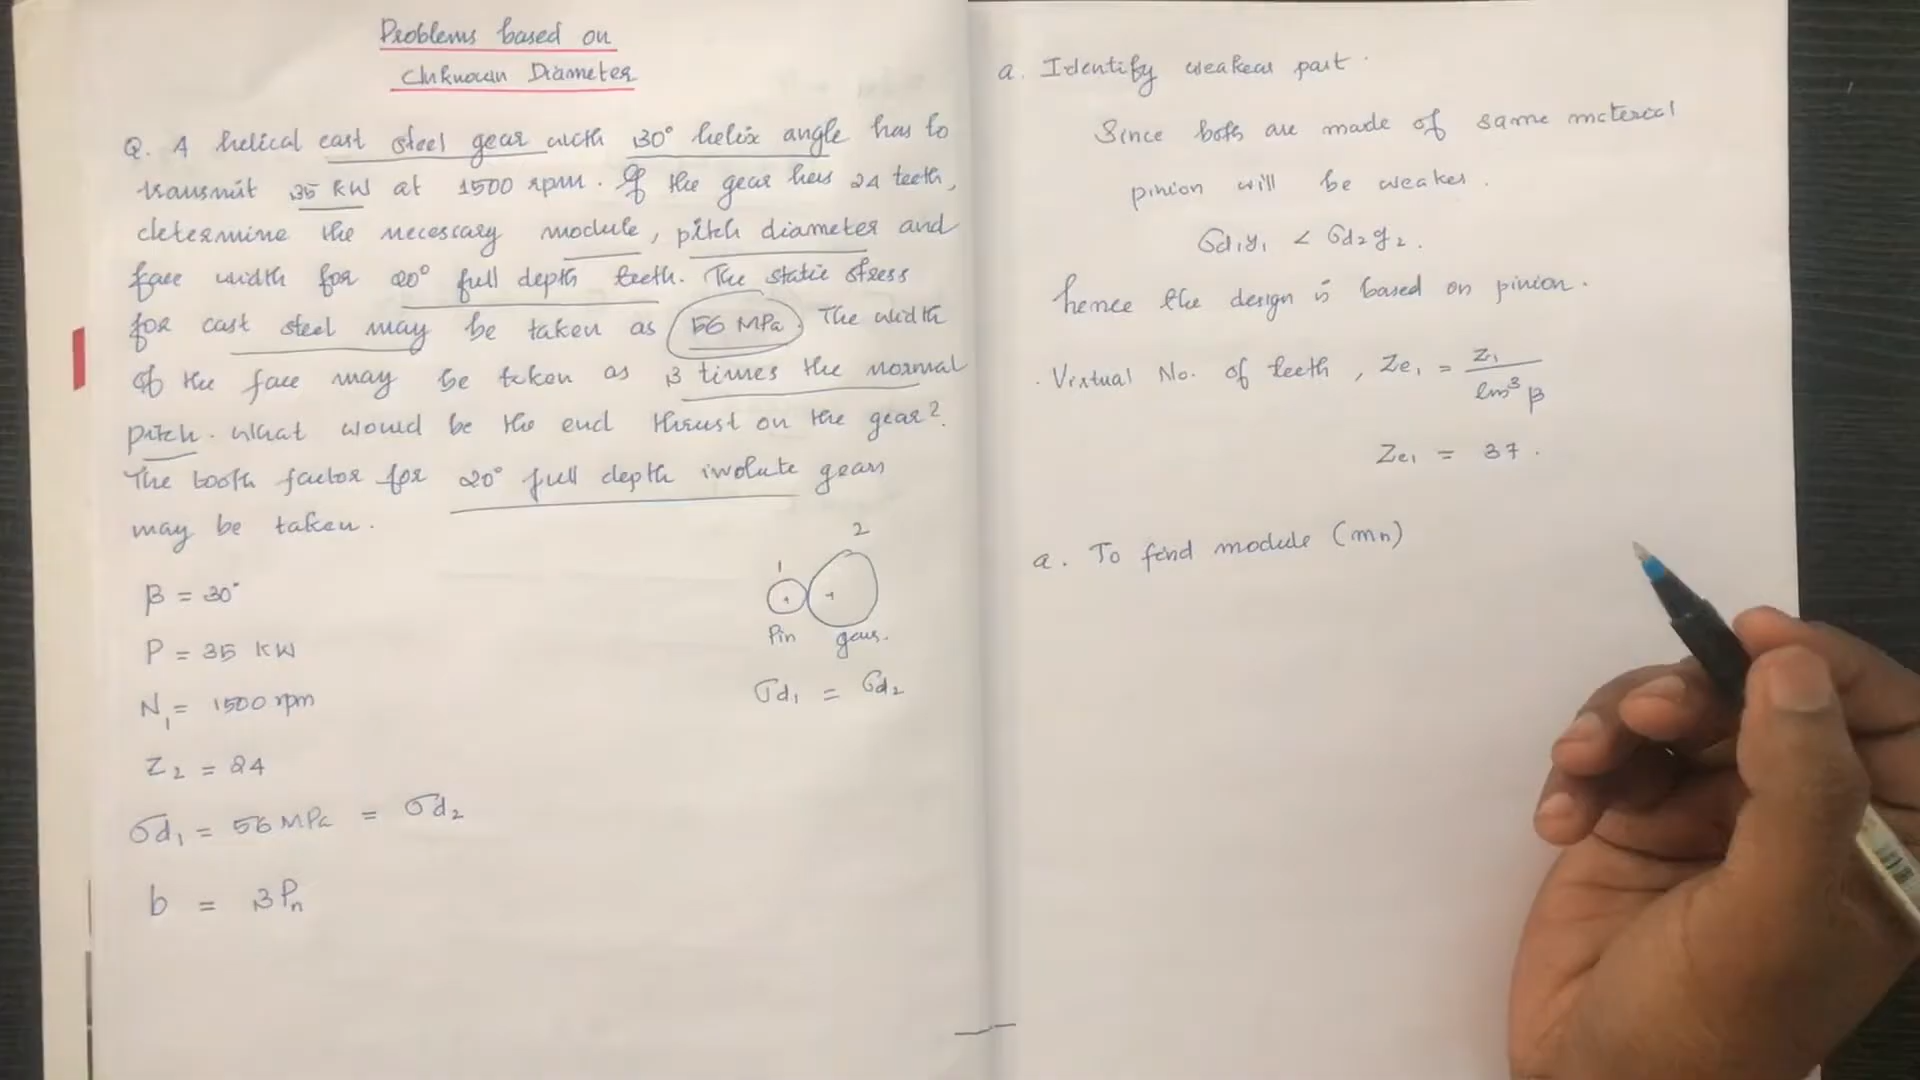 Problems based on
Unknown Diameter
Q. A helical cast steel gear with 30° helix angle has to
transmit 35 KW at 1500 rpm. If the gear has 24 teeth,
determine the necessary module, pitch diameter and
face width for 20° full depth teeth. The static stress
for cast steel may be taken as 56 MPa. The width
of the face may be taken as 3 times the normal
pitch. What would be the end thrust on the gear?
The tooth factor for 20° full depth involute gears
may be taken.
β = 30°
P = 35 KW
N₁ = 1500 rpm
Z₂ = 24
σd₁ = 56 MPa = σd₂
b = 3Pn
1
2
Pin gear.
σd₁ = σd₂
a. Identify weaker part.
Since both are made of same material
pinion will be weaker.
σd₁y₁ < σd₂y₂.
hence the design is based on pinion.
. Virtual No. of teeth, Ze₁ = Z₁ / cos³ β
Ze₁ = 37.
a. To find module (mn)